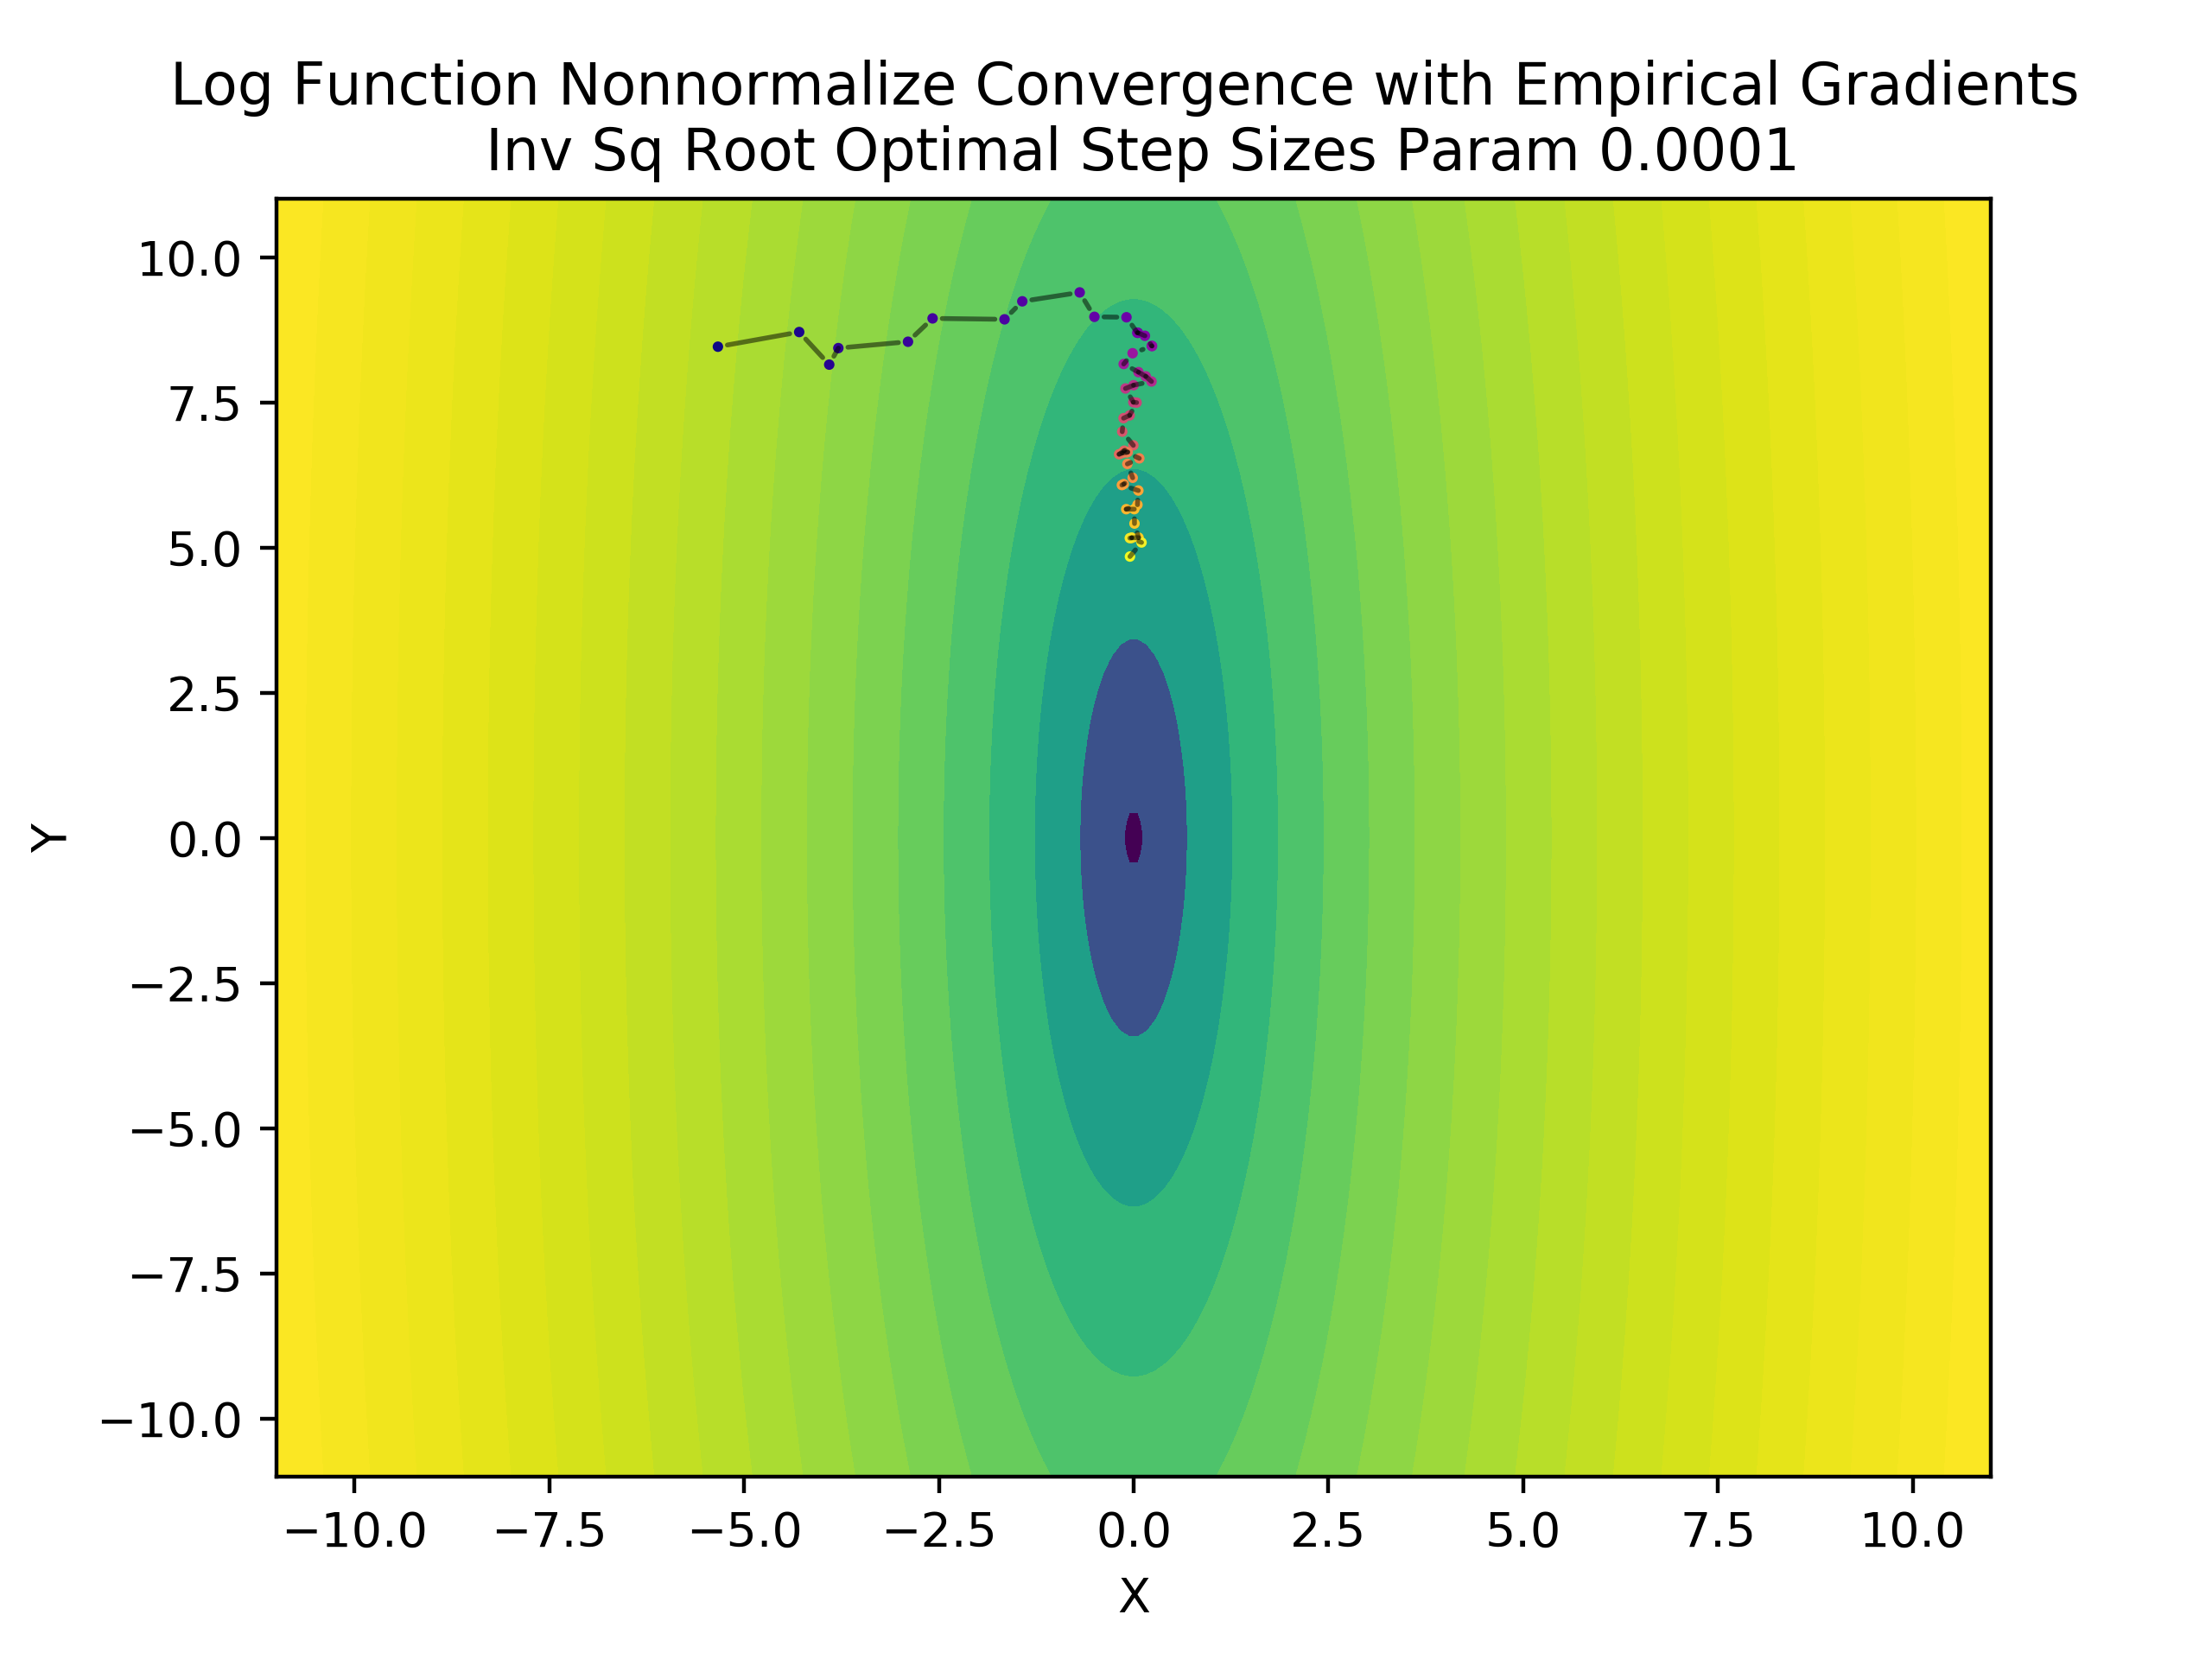 Log Function Nonnormalize Convergence with Empirical Gradients
Inv Sq Root Optimal Step Sizes Param 0.0001
10.0
7.5
5.0
2.5
0.0
−2.5
−5.0
−7.5
−10.0
Y
−10.0 −7.5 −5.0 −2.5 0.0 2.5 5.0 7.5 10.0
X